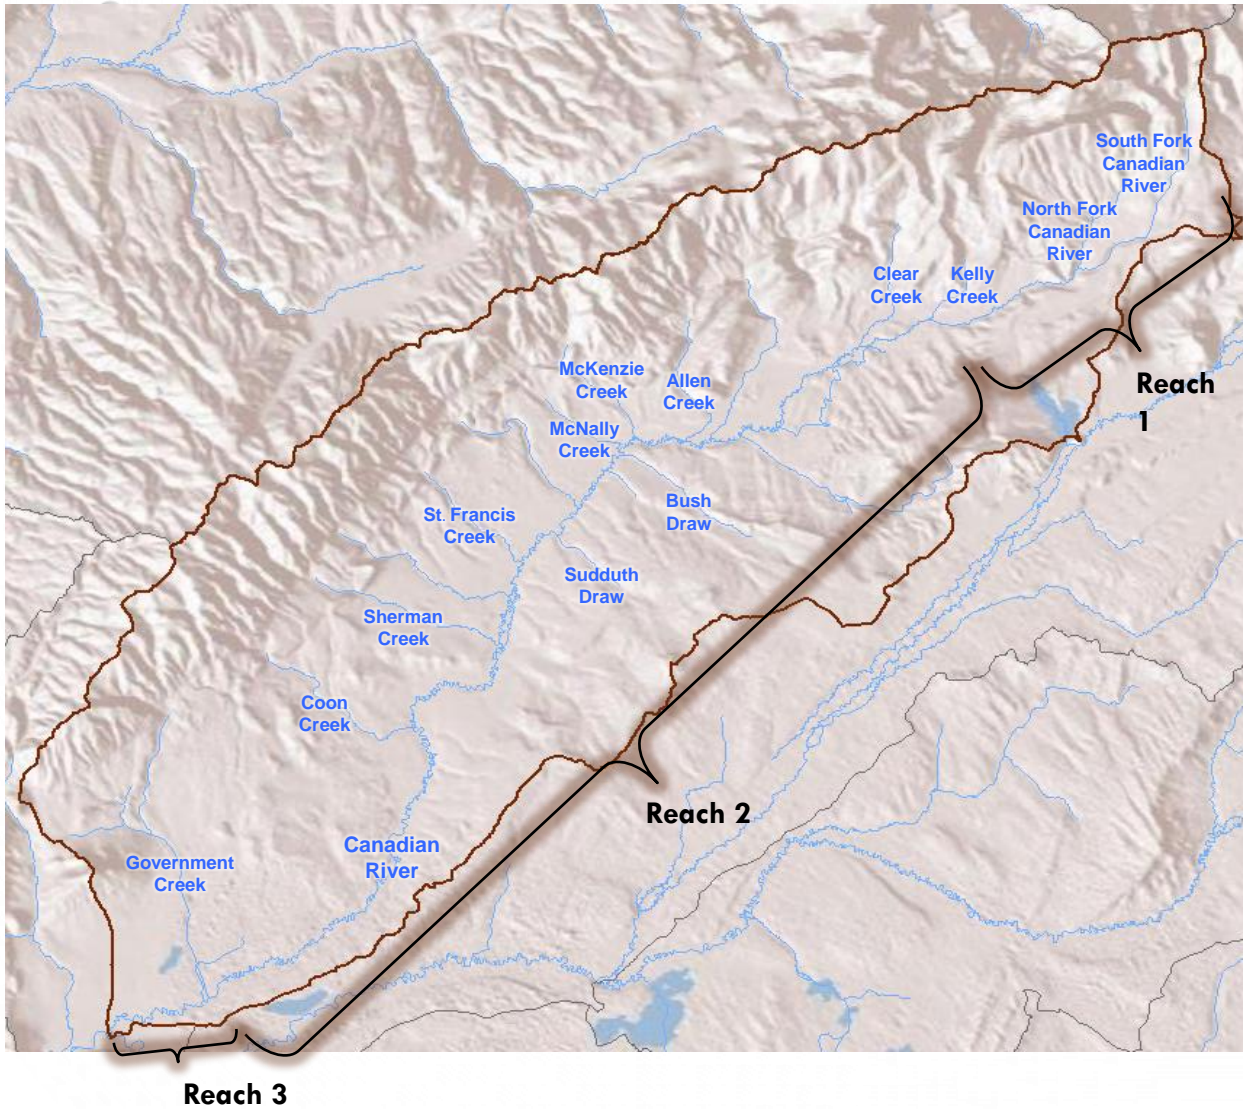 South Fork
Canadian
River
North Fork
Canadian
River
Clear
Creek
Kelly
Creek
McKenzie
Creek
Allen
Creek
Reach
1
McNally
Creek
Bush
Draw
St. Francis
Creek
Sudduth
Draw
Sherman
Creek
Coon
Creek
Reach 2
Canadian
River
Government
Creek
Reach 3